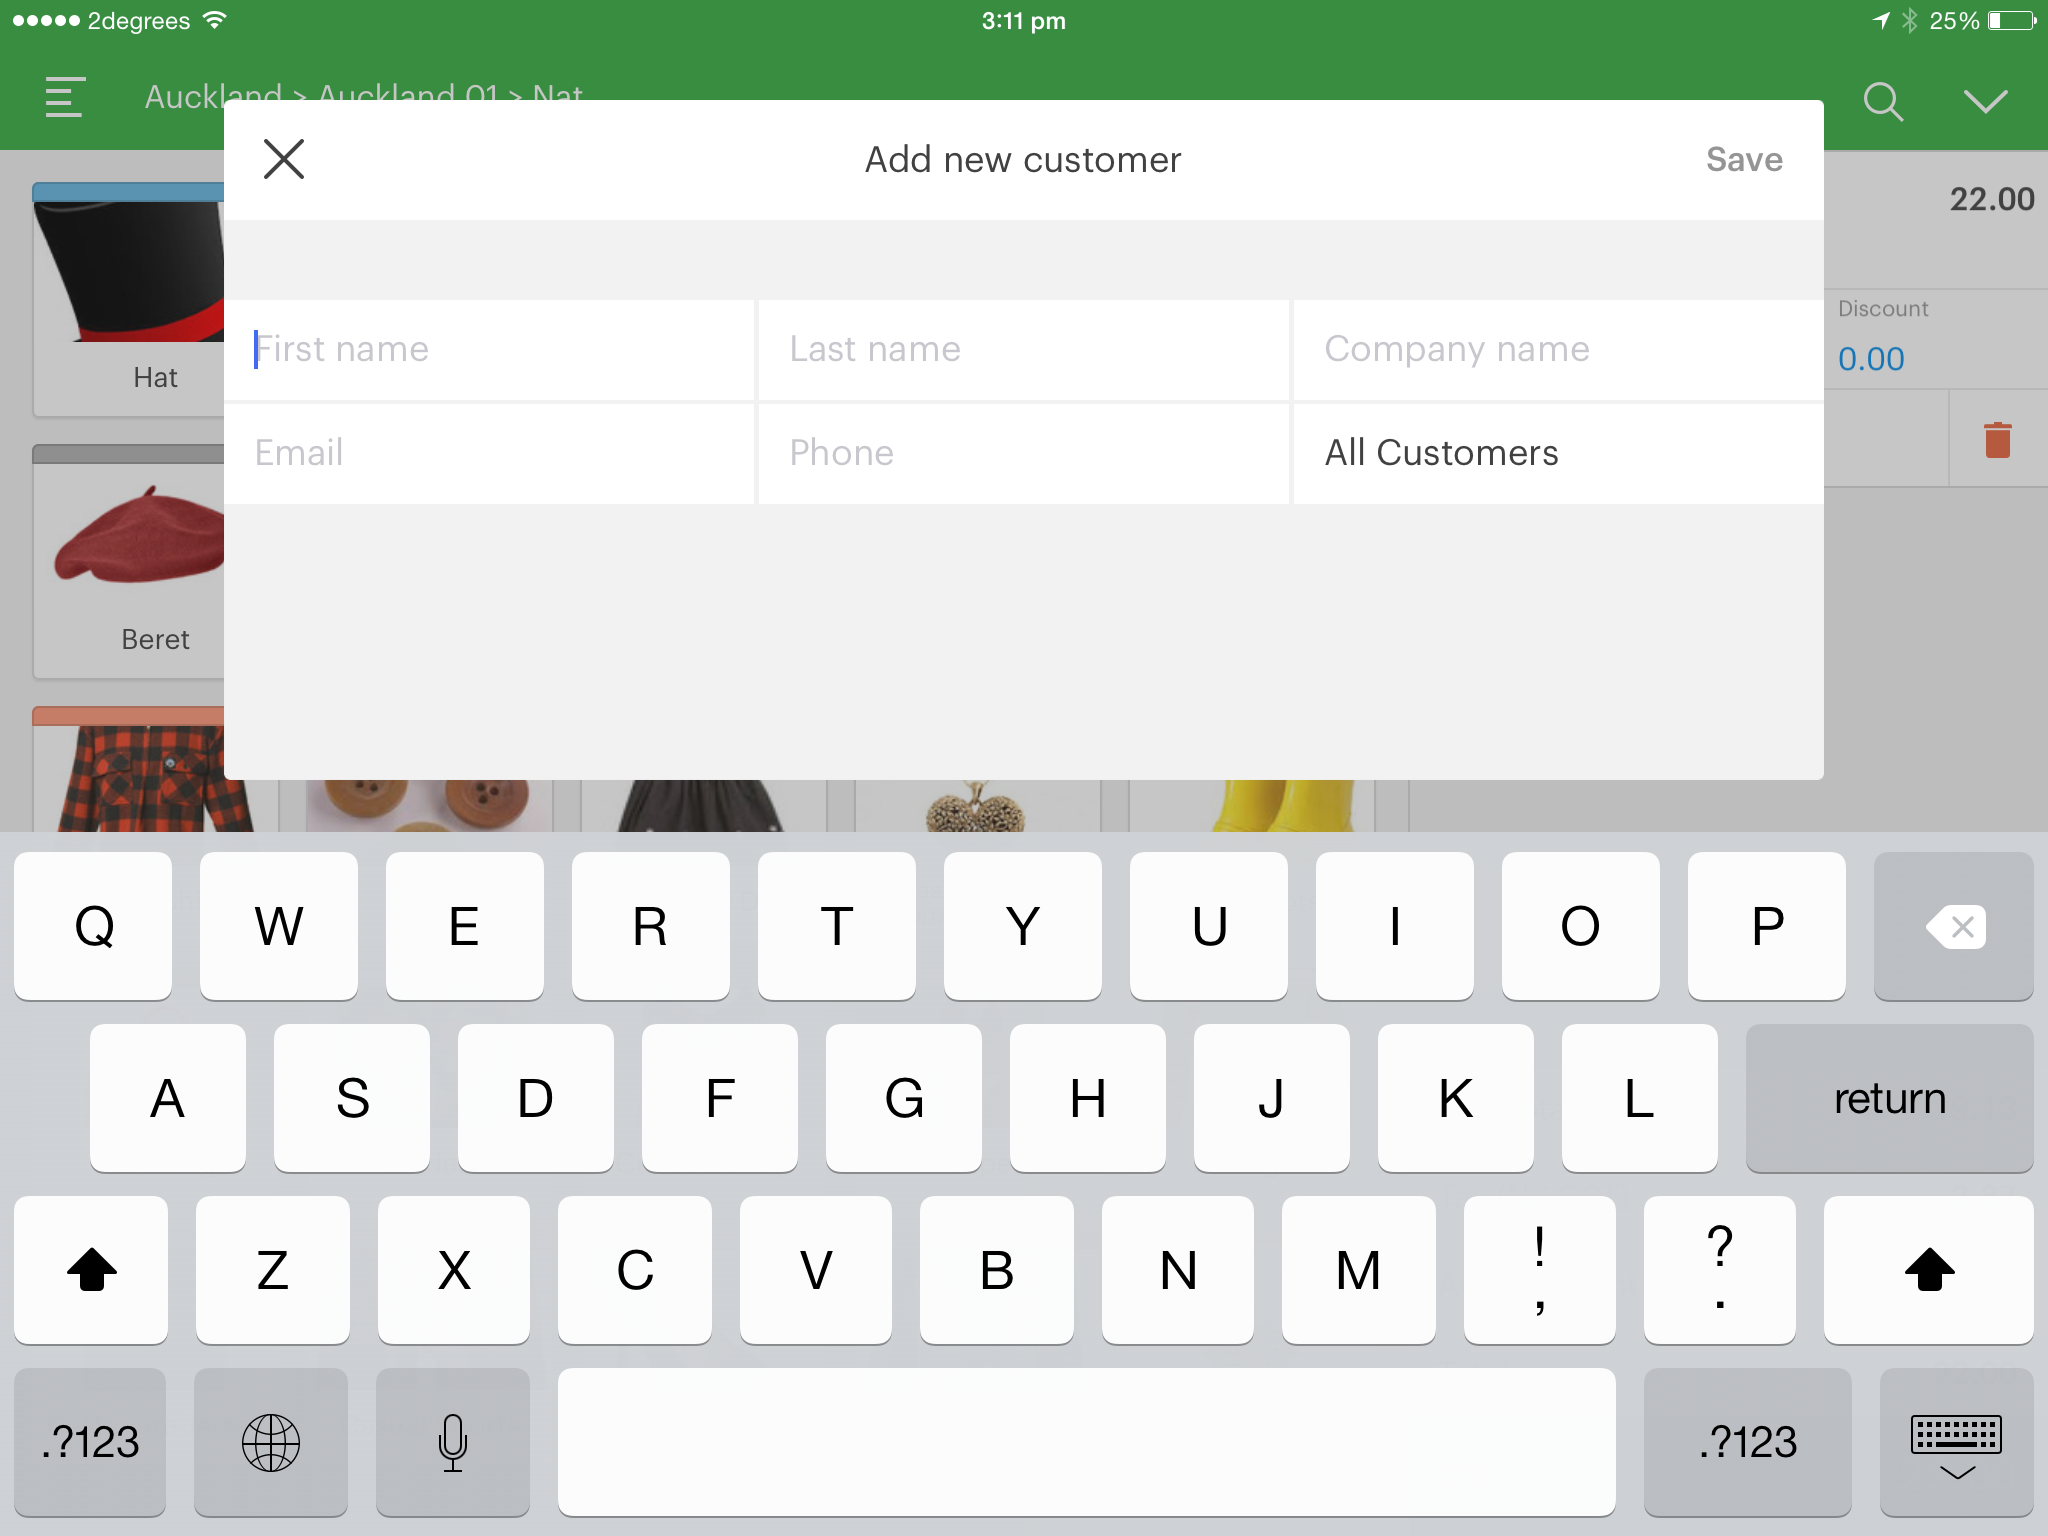 2degrees 3:11 pm 25%
Auckland > Auckland 01 > Nat
Add new customer
Save
22.00
First name Last name Company name
Discount
0.00
Hat
Email Phone All Customers
Beret
Q W E R T Y U I O P
A S D F G H J K L return
Z X C V B N M ! , ? .
.?123 .?123